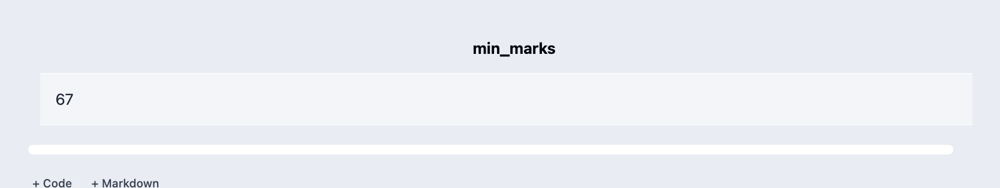 min_marks
67
+ Code + Markdown